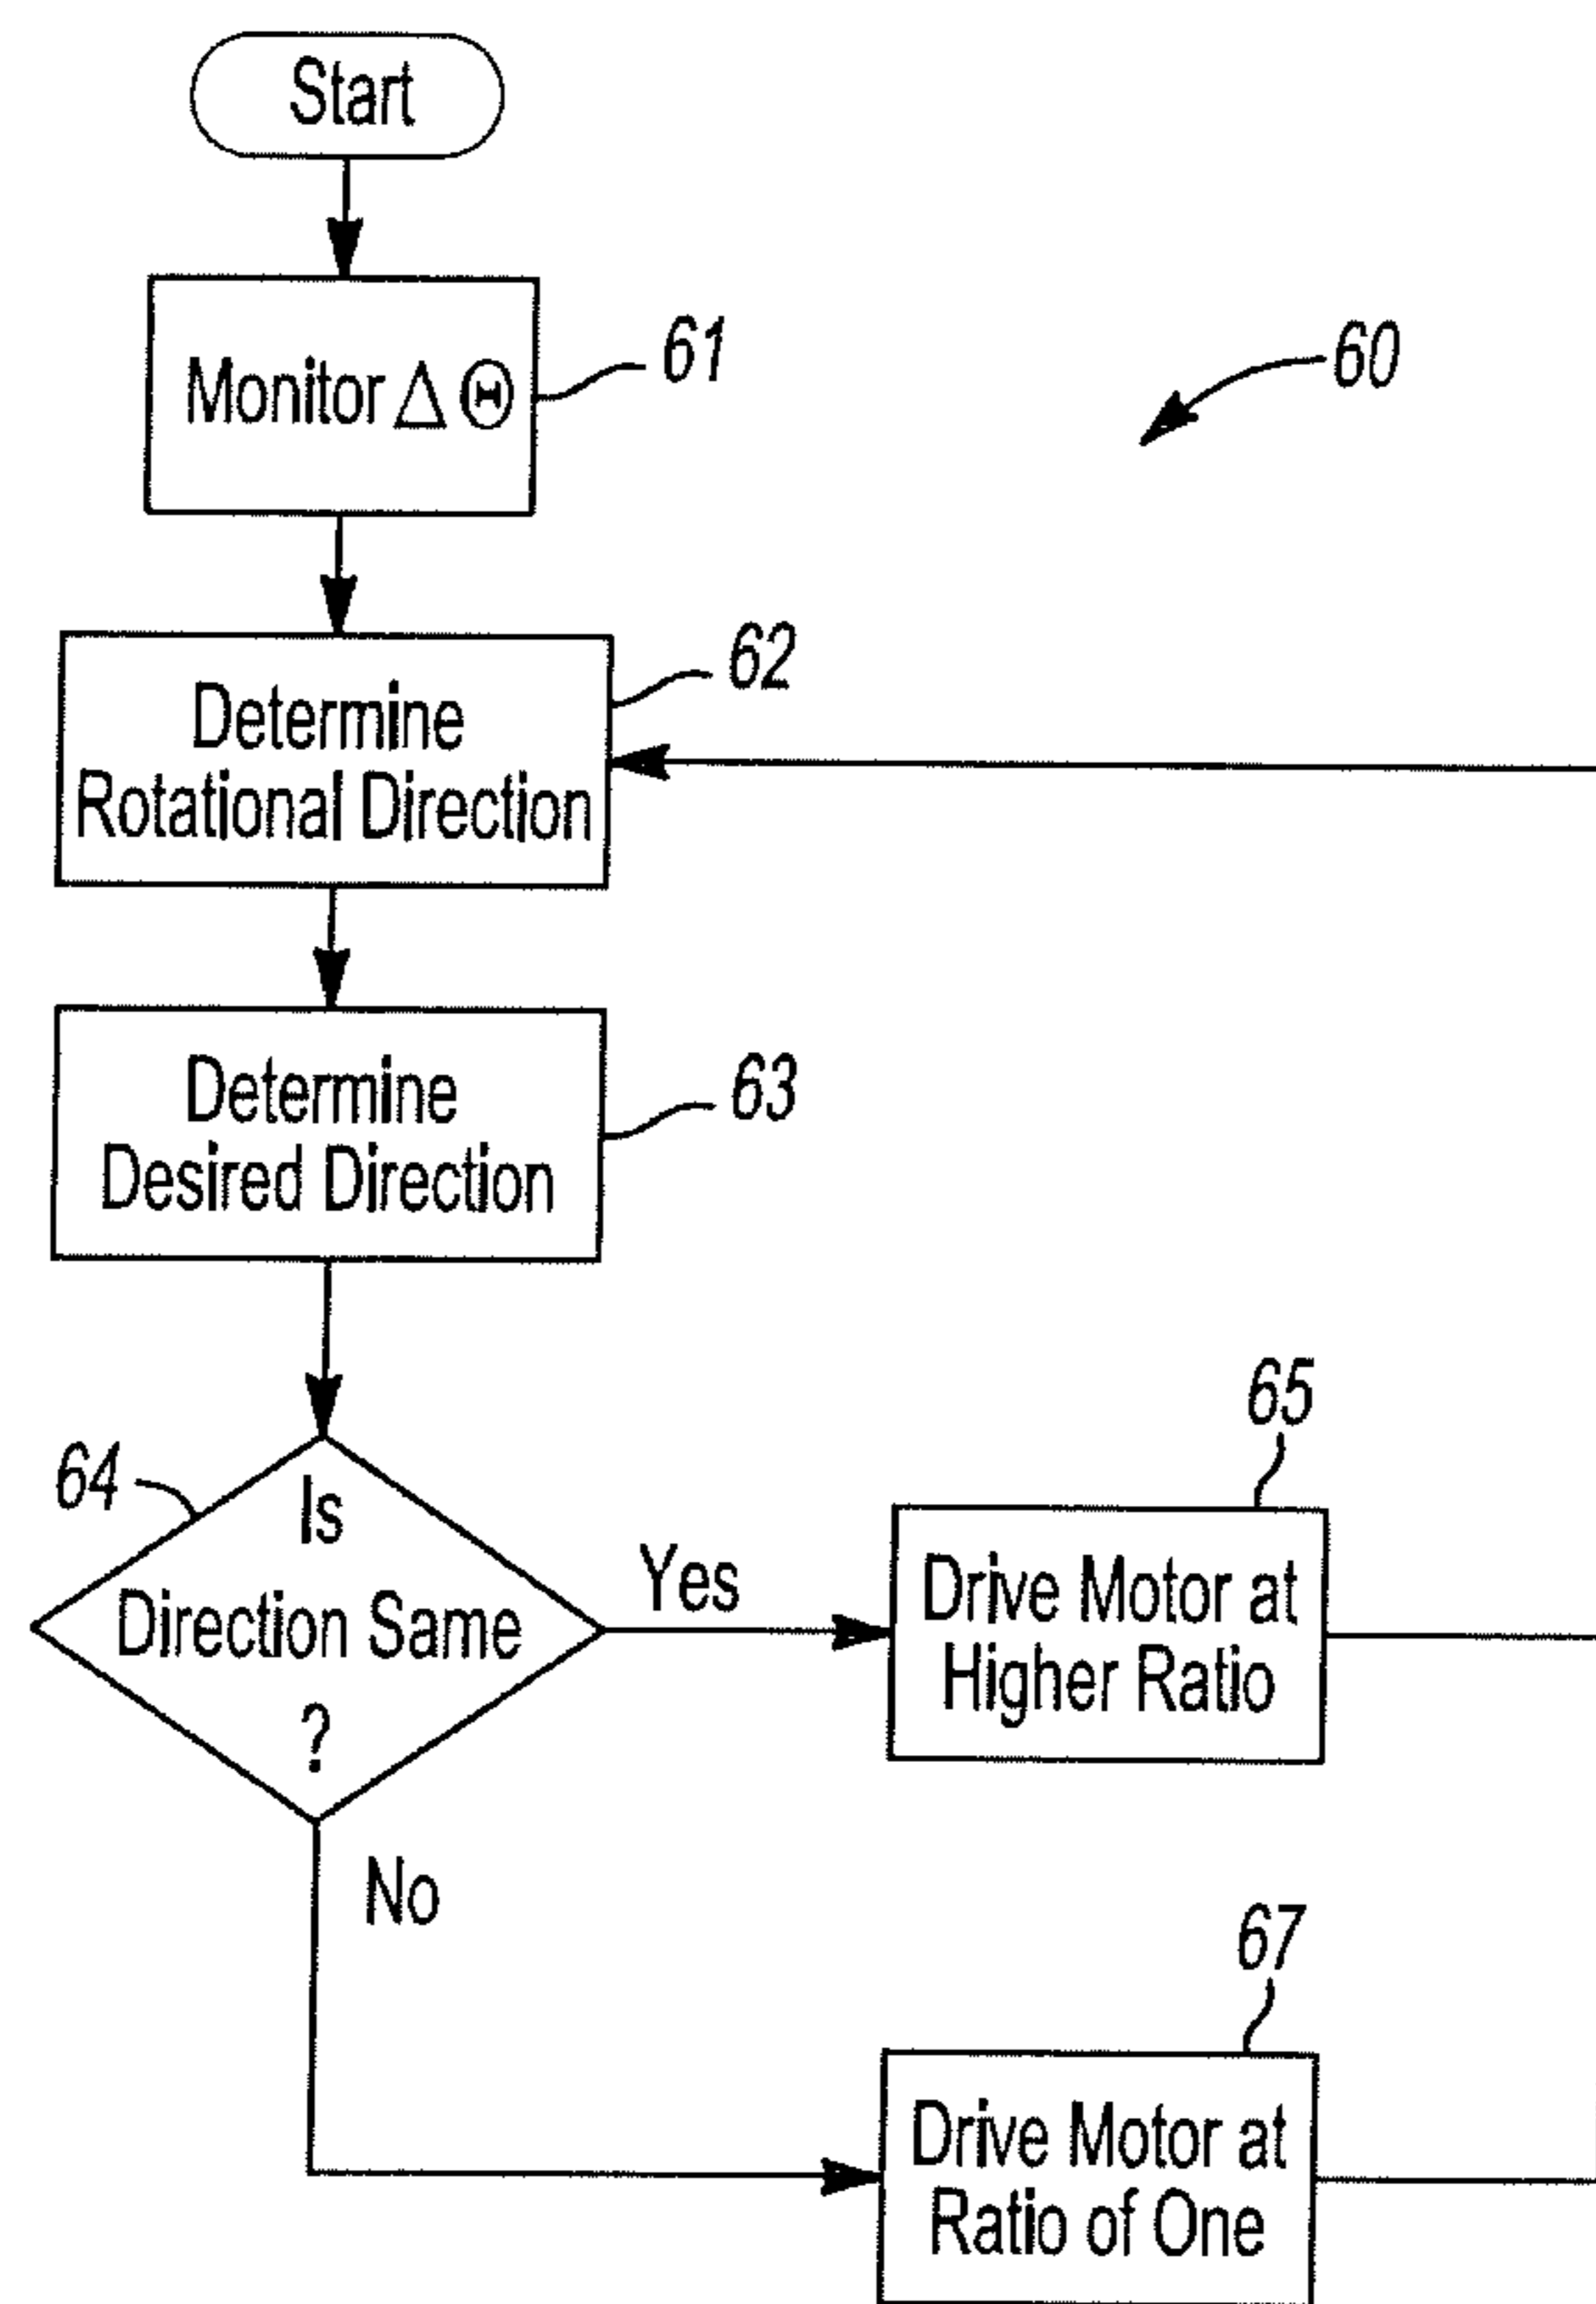 Start
Monitor Δ Θ
61
60
Determine
Rotational Direction
62
Determine
Desired Direction
63
64
Is
Direction Same
?
Yes
65
Drive Motor at
Higher Ratio
No
67
Drive Motor at
Ratio of One